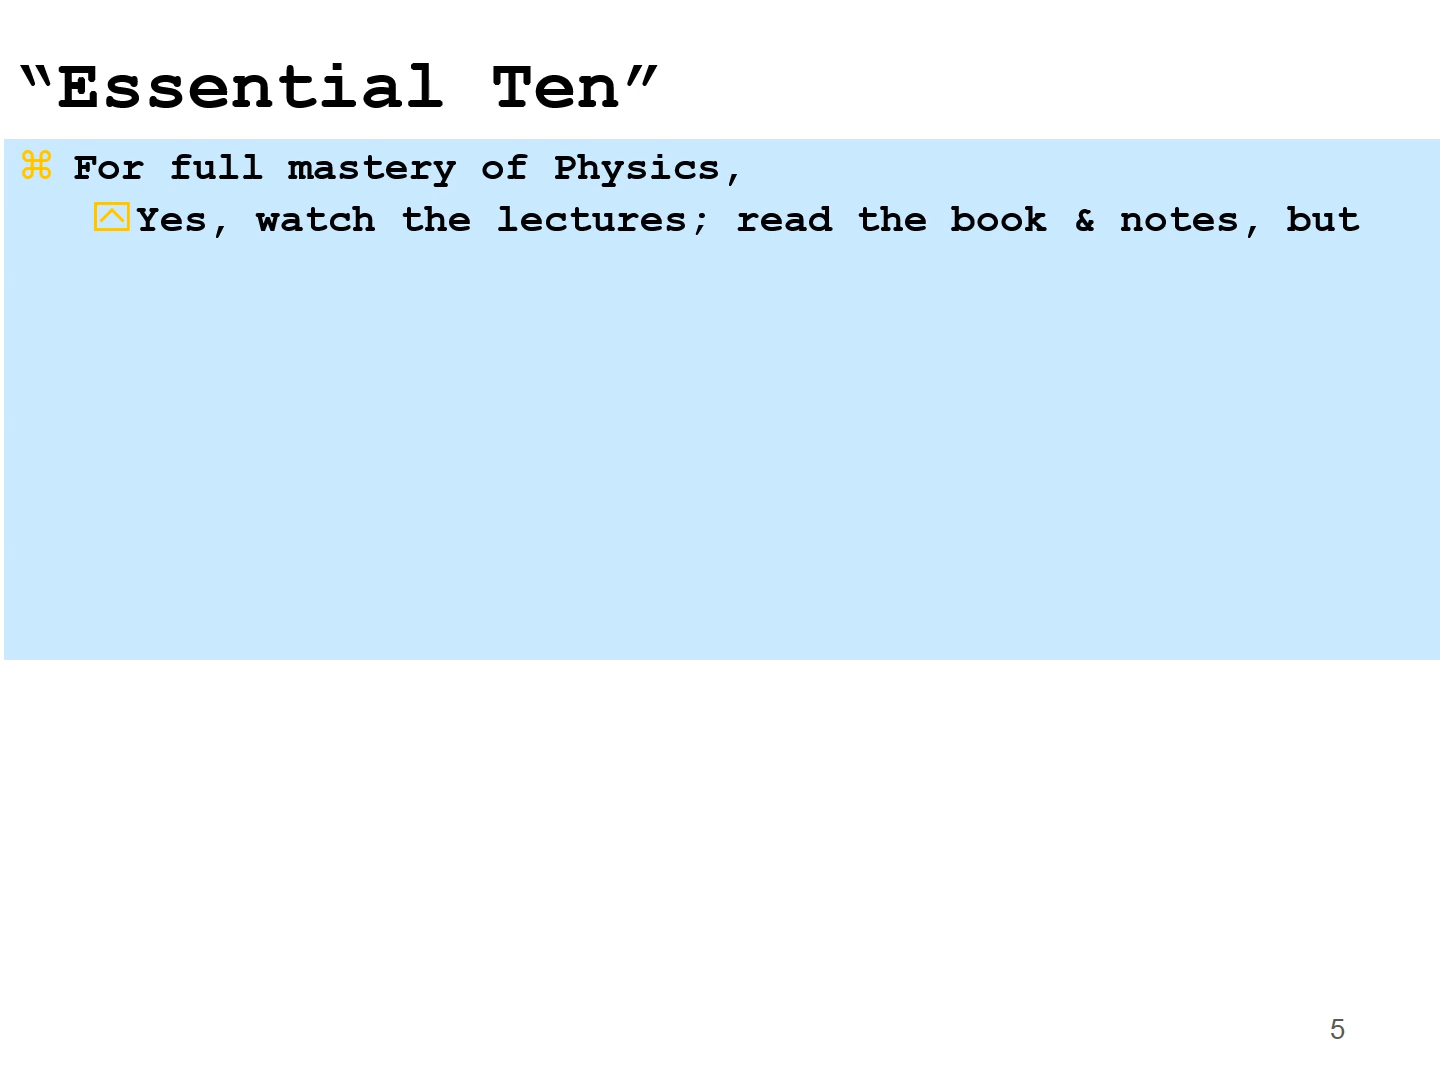 “Essential Ten”
⌘ For full mastery of Physics,
Yes, watch the lectures; read the book & notes, but
5